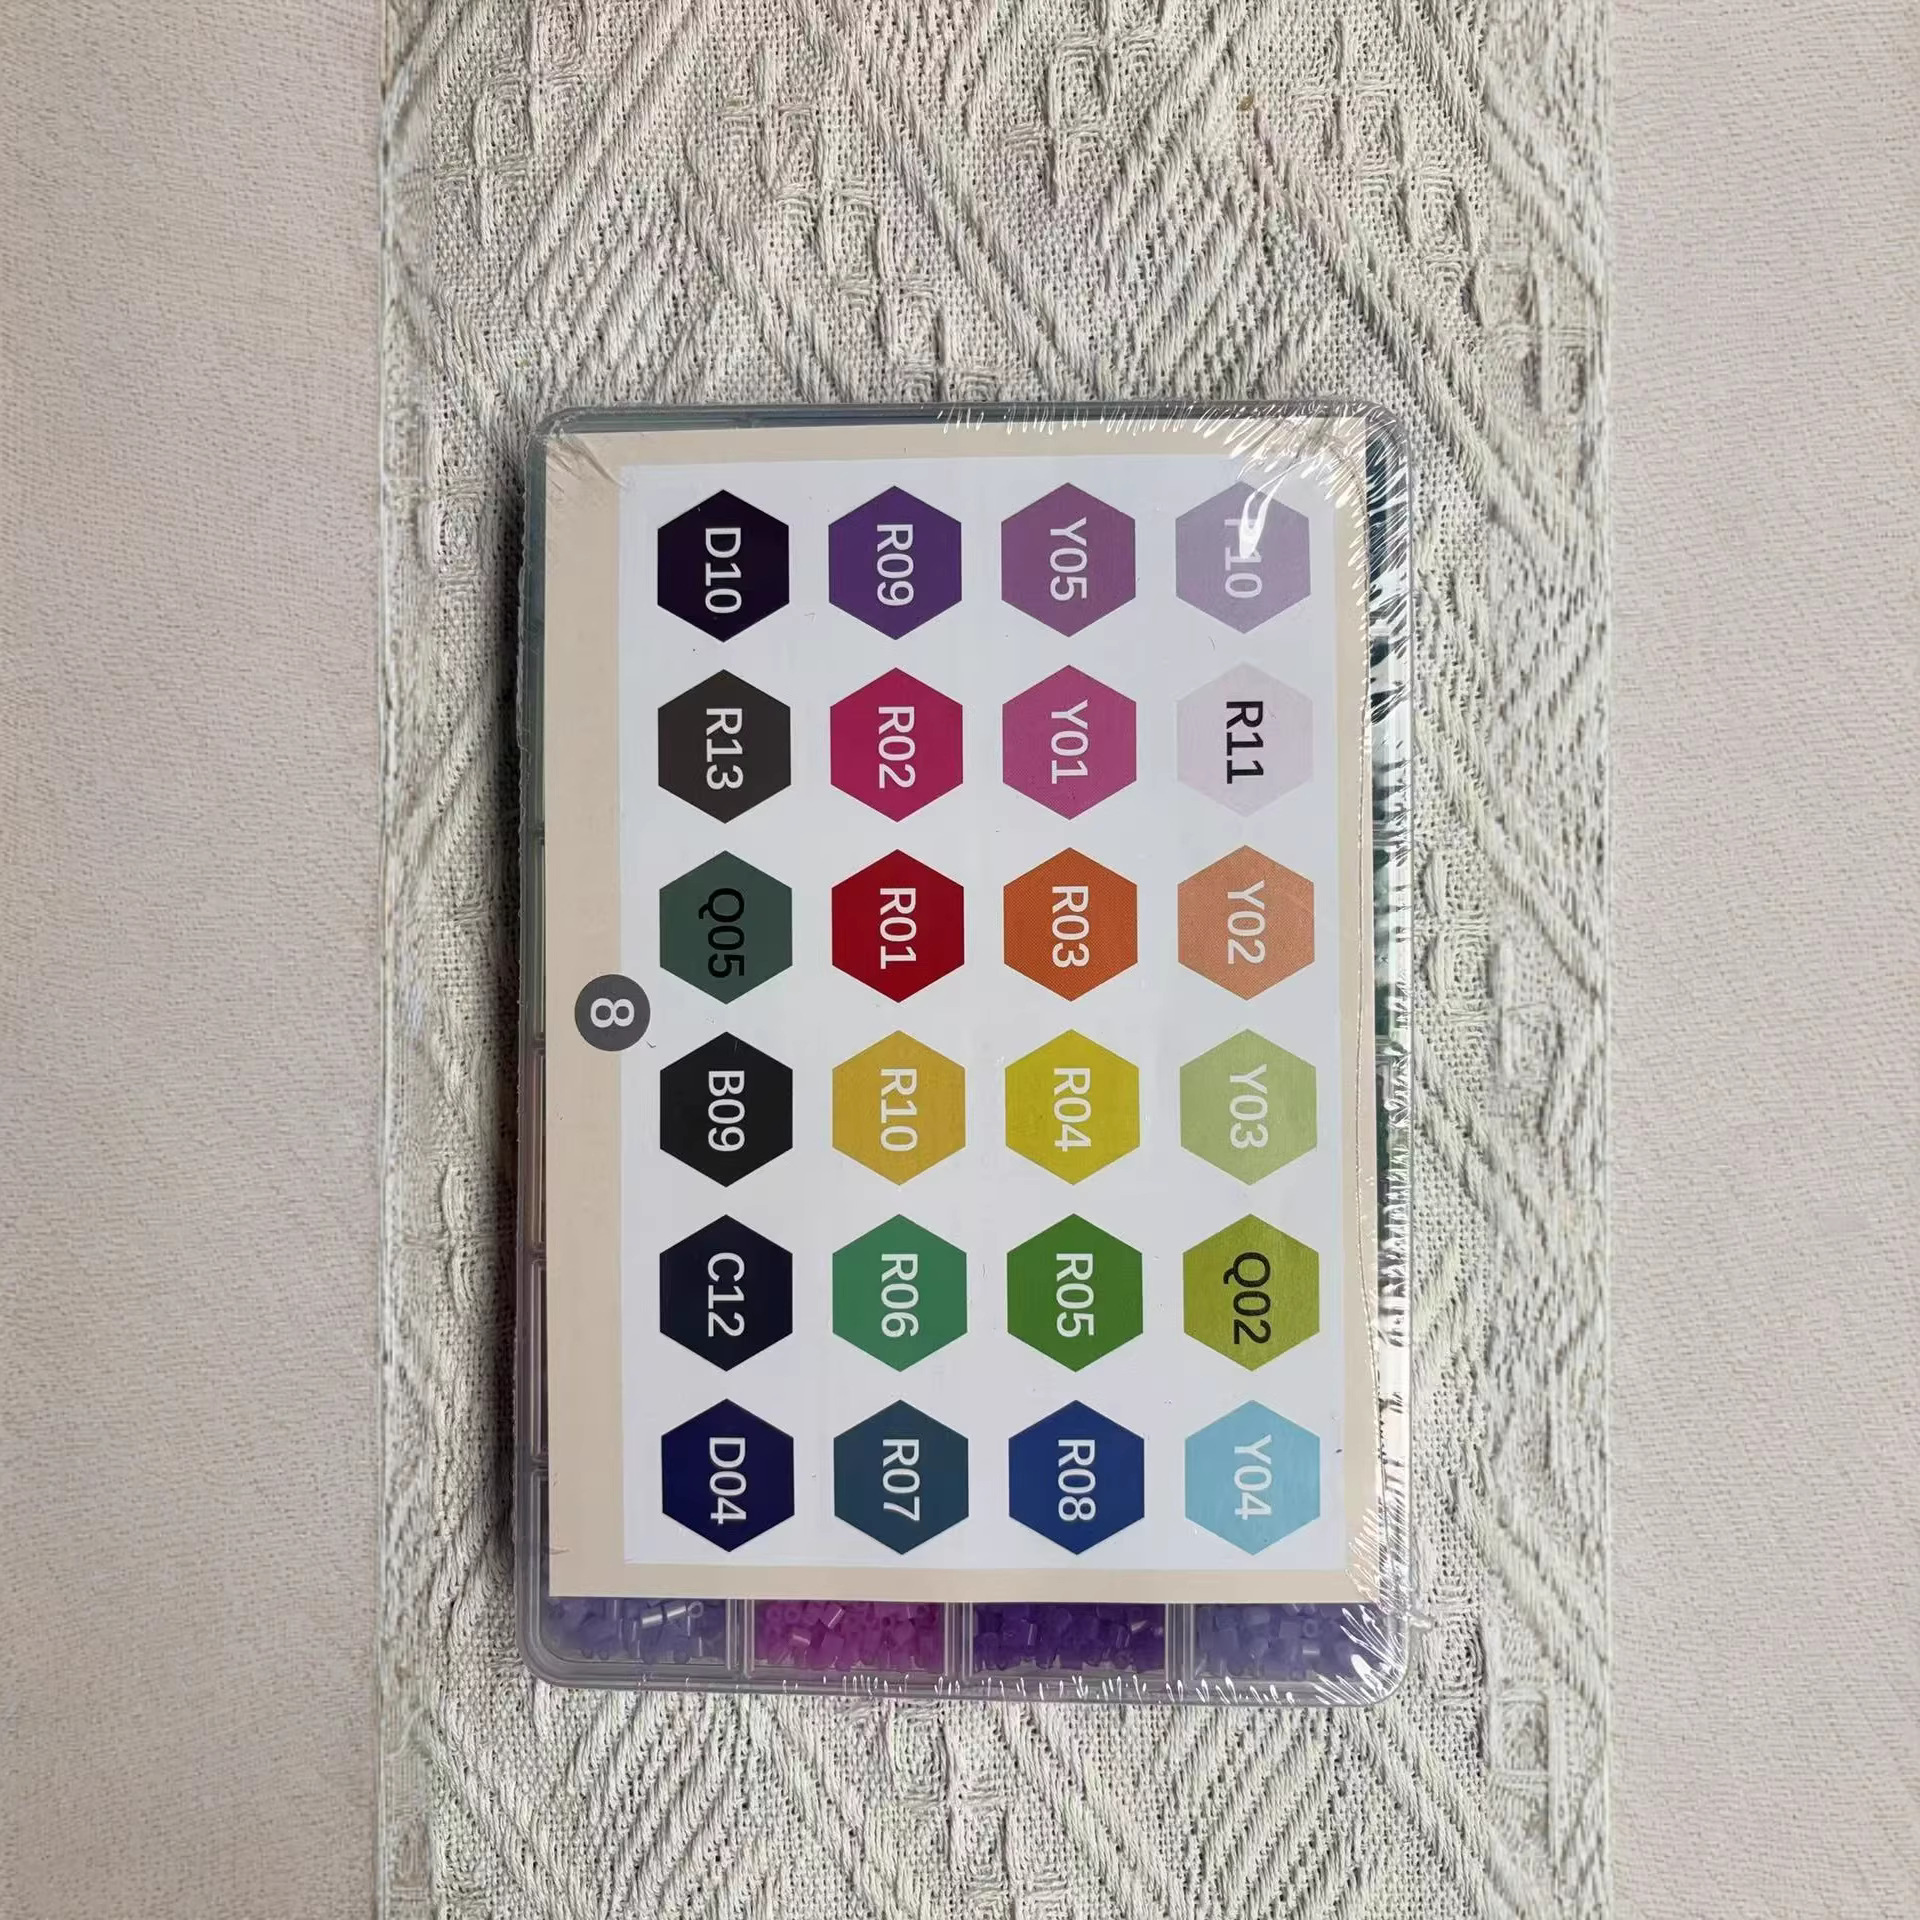 R11 Y02 Y03 Q02 Y04
Y05 Y01 R03 R04 R05 R08
R09 R02 R01 R10 R06 R07
D10 R13 Q05 B09 C12 D04
8